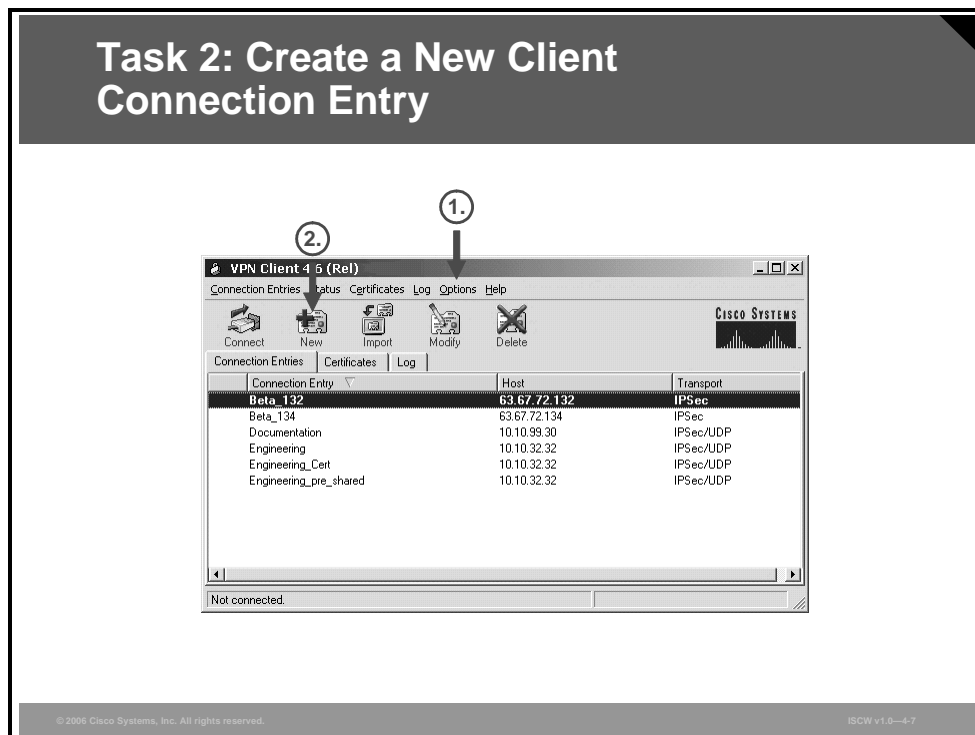 Task 2: Create a New Client
Connection Entry
1.
2.
VPN Client 4.6 (Rel)
Connection Entries Status Certificates Log Options Help
Connect New Import Modify Delete
CISCO SYSTEMS
Connection Entries Certificates Log
Connection Entry Host Transport
Beta_132 63.67.72.132 IPSec
Beta_134 63.67.72.134 IPSec
Documentation 10.10.99.30 IPSec/UDP
Engineering 10.10.32.32 IPSec/UDP
Engineering_Cert 10.10.32.32 IPSec/UDP
Engineering_pre_shared 10.10.32.32 IPSec/UDP
Not connected.
© 2006 Cisco Systems, Inc. All rights reserved.
ISCW v1.0—4-7